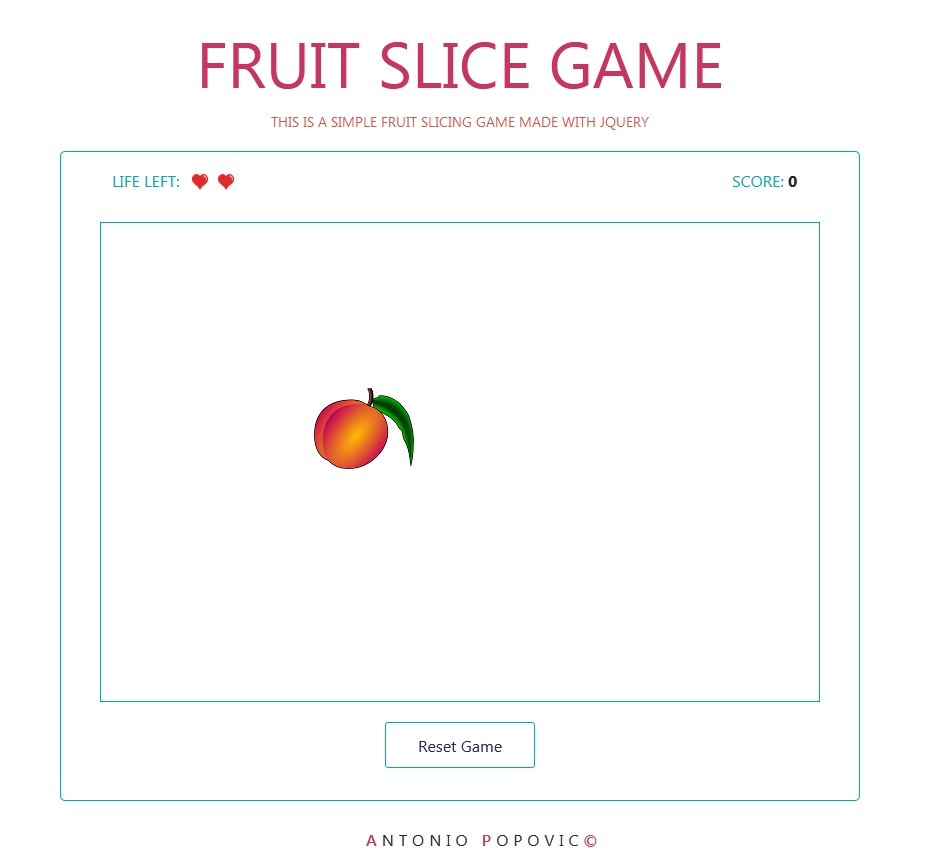 FRUIT SLICE GAME
THIS IS A SIMPLE FRUIT SLICING GAME MADE WITH JQUERY
LIFE LEFT: SCORE: 0
Reset Game
ANTONIO POPOVIC©